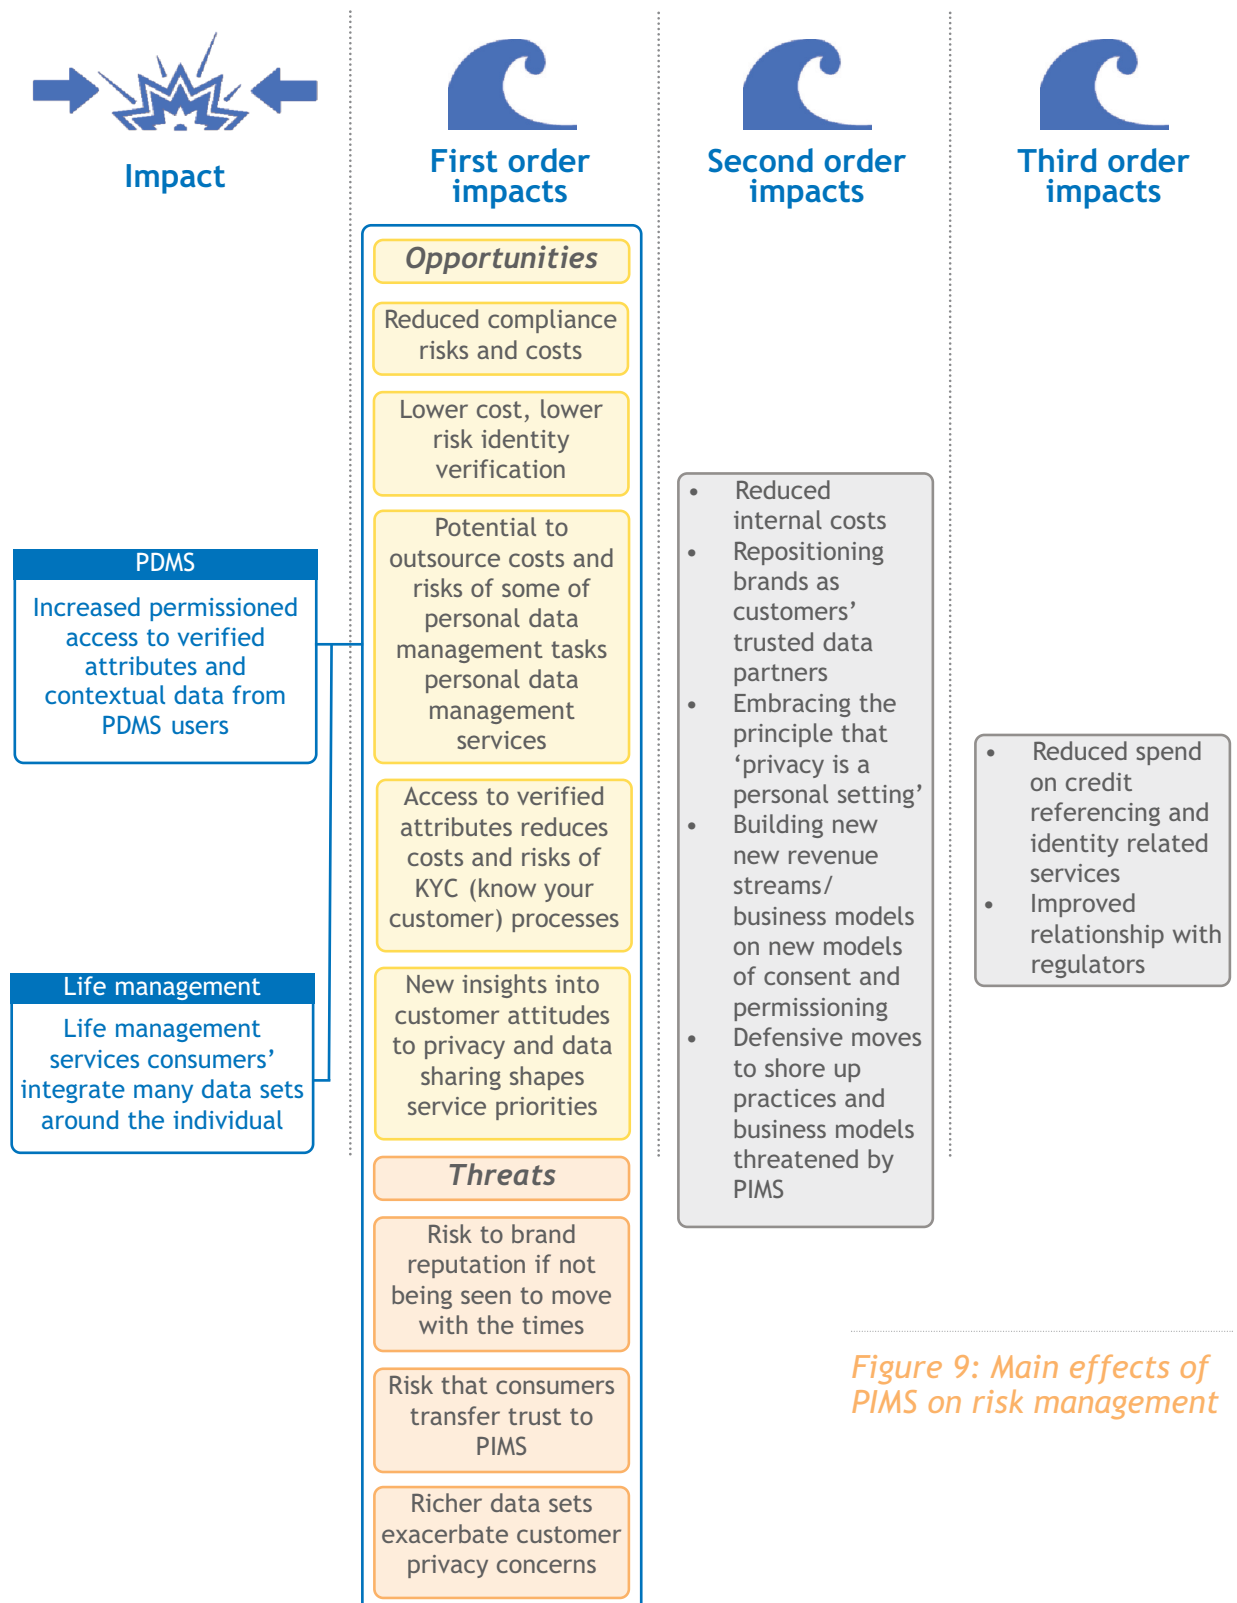 Impact
First order
impacts
Second order
impacts
Third order
impacts
PDMS
Increased permissioned
access to verified
attributes and
contextual data from
PDMS users
Life management
Life management
services consumers’
integrate many data sets
around the individual
Opportunities
Reduced compliance
risks and costs
Lower cost, lower
risk identity
verification
Potential to
outsource costs and
risks of some of
personal data
management tasks
personal data
management
services
Access to verified
attributes reduces
costs and risks of
KYC (know your
customer) processes
New insights into
customer attitudes
to privacy and data
sharing shapes
service priorities
Threats
Risk to brand
reputation if not
being seen to move
with the times
Risk that consumers
transfer trust to
PIMS
Richer data sets
exacerbate customer
privacy concerns
• Reduced
internal costs
• Repositioning
brands as
customers’
trusted data
partners
• Embracing the
principle that
‘privacy is a
personal setting’
• Building new
new revenue
streams/
business models
on new models
of consent and
permissioning
• Defensive moves
to shore up
practices and
business models
threatened by
PIMS
• Reduced spend
on credit
referencing and
identity related
services
• Improved
relationship with
regulators
Figure 9: Main effects of
PIMS on risk management